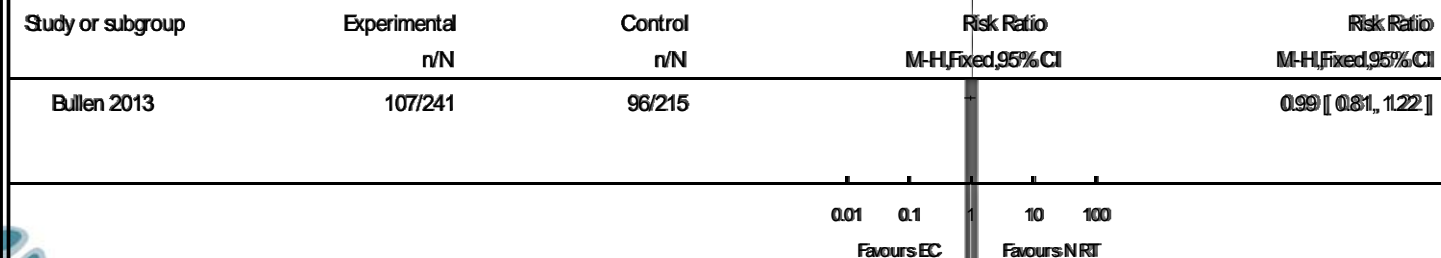 Study or subgroup Experimental Control Risk Ratio Risk Ratio
n/N n/N M-H,Fixed,95% CI M-H,Fixed,95% CI
Bullen 2013 107/241 96/215 0.99 [ 0.81, 1.22 ]
0.01 0.1 1 10 100
Favours EC Favours NRT